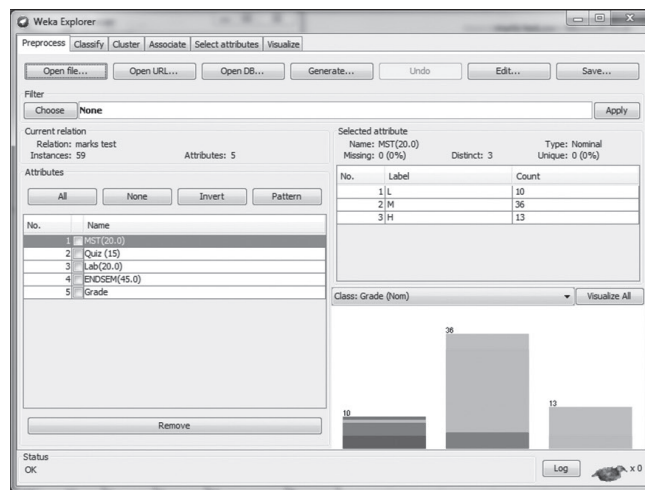 Weka Explorer
Preprocess Classify Cluster Associate Select attributes Visualize
Open file... Open URL... Open DB... Generate... Undo Edit... Save...
Filter
Choose None Apply
Current relation
Relation: marks test
Instances: 59 Attributes: 5
Selected attribute
Name: MST(20.0) Type: Nominal
Missing: 0 (0%) Distinct: 3 Unique: 0 (0%)
Attributes
All None Invert Pattern
No. Name
1 MST(20.0)
2 Quiz (15)
3 Lab(20.0)
4 ENDSEM(45.0)
5 Grade
Remove
No. Label Count
1 L 10
2 M 36
3 H 13
Class: Grade (Nom) Visualize All
10
36
13
Status
OK
Log x 0